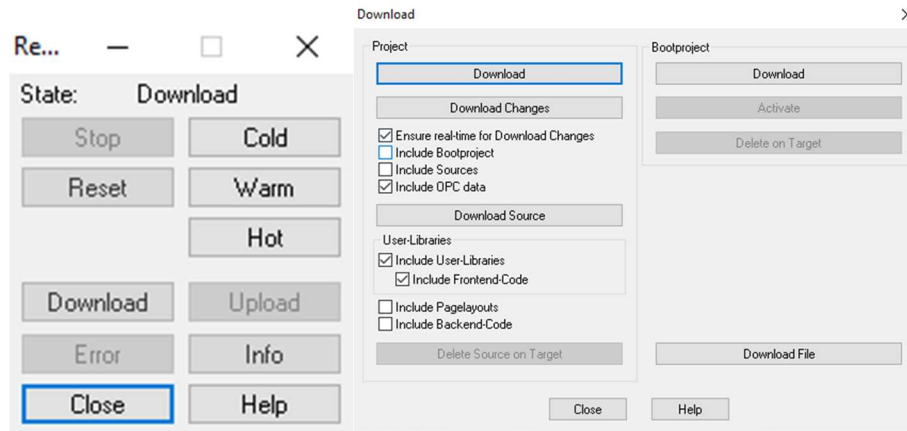 Re...
State: Download
Stop Cold
Reset Warm
Hot
Download Upload
Error Info
Close Help
Download
Project
Download
Download Changes
Ensure real-time for Download Changes
Include Bootproject
Include Sources
Include OPC data
Download Source
User-Libraries
Include User-Libraries
Include Frontend-Code
Include Pagelayouts
Include Backend-Code
Delete Source on Target
Bootproject
Download
Activate
Delete on Target
Download File
Close Help